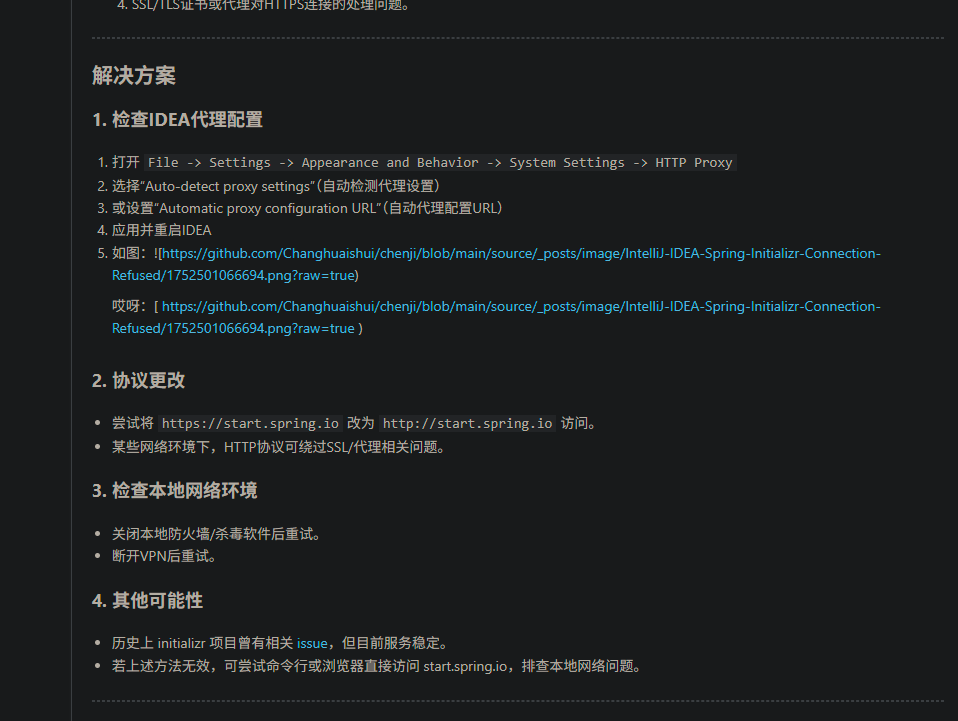 4. SSL/TLS证书或代理对HTTPS连接的处理问题。
解决方案
1. 检查IDEA代理配置
1. 打开 File -> Settings -> Appearance and Behavior -> System Settings -> HTTP Proxy
2. 选择“Auto-detect proxy settings”（自动检测代理设置）
3. 或设置“Automatic proxy configuration URL”（自动代理配置URL）
4. 应用并重启IDEA
5. 如图：![https://github.com/Changhuaishui/chenji/blob/main/source/_posts/image/IntelliJ-IDEA-Spring-Initializr-Connection-
Refused/1752501066694.png?raw=true)
哎呀：[ https://github.com/Changhuaishui/chenji/blob/main/source/_posts/image/IntelliJ-IDEA-Spring-Initializr-Connection-
Refused/1752501066694.png?raw=true )
2. 协议更改
• 尝试将 https://start.spring.io 改为 http://start.spring.io 访问。
• 某些网络环境下，HTTP协议可绕过SSL/代理相关问题。
3. 检查本地网络环境
• 关闭本地防火墙/杀毒软件后重试。
• 断开VPN后重试。
4. 其他可能性
• 历史上 initializr 项目曾有相关 issue，但目前服务稳定。
• 若上述方法无效，可尝试命令行或浏览器直接访问 start.spring.io，排查本地网络问题。